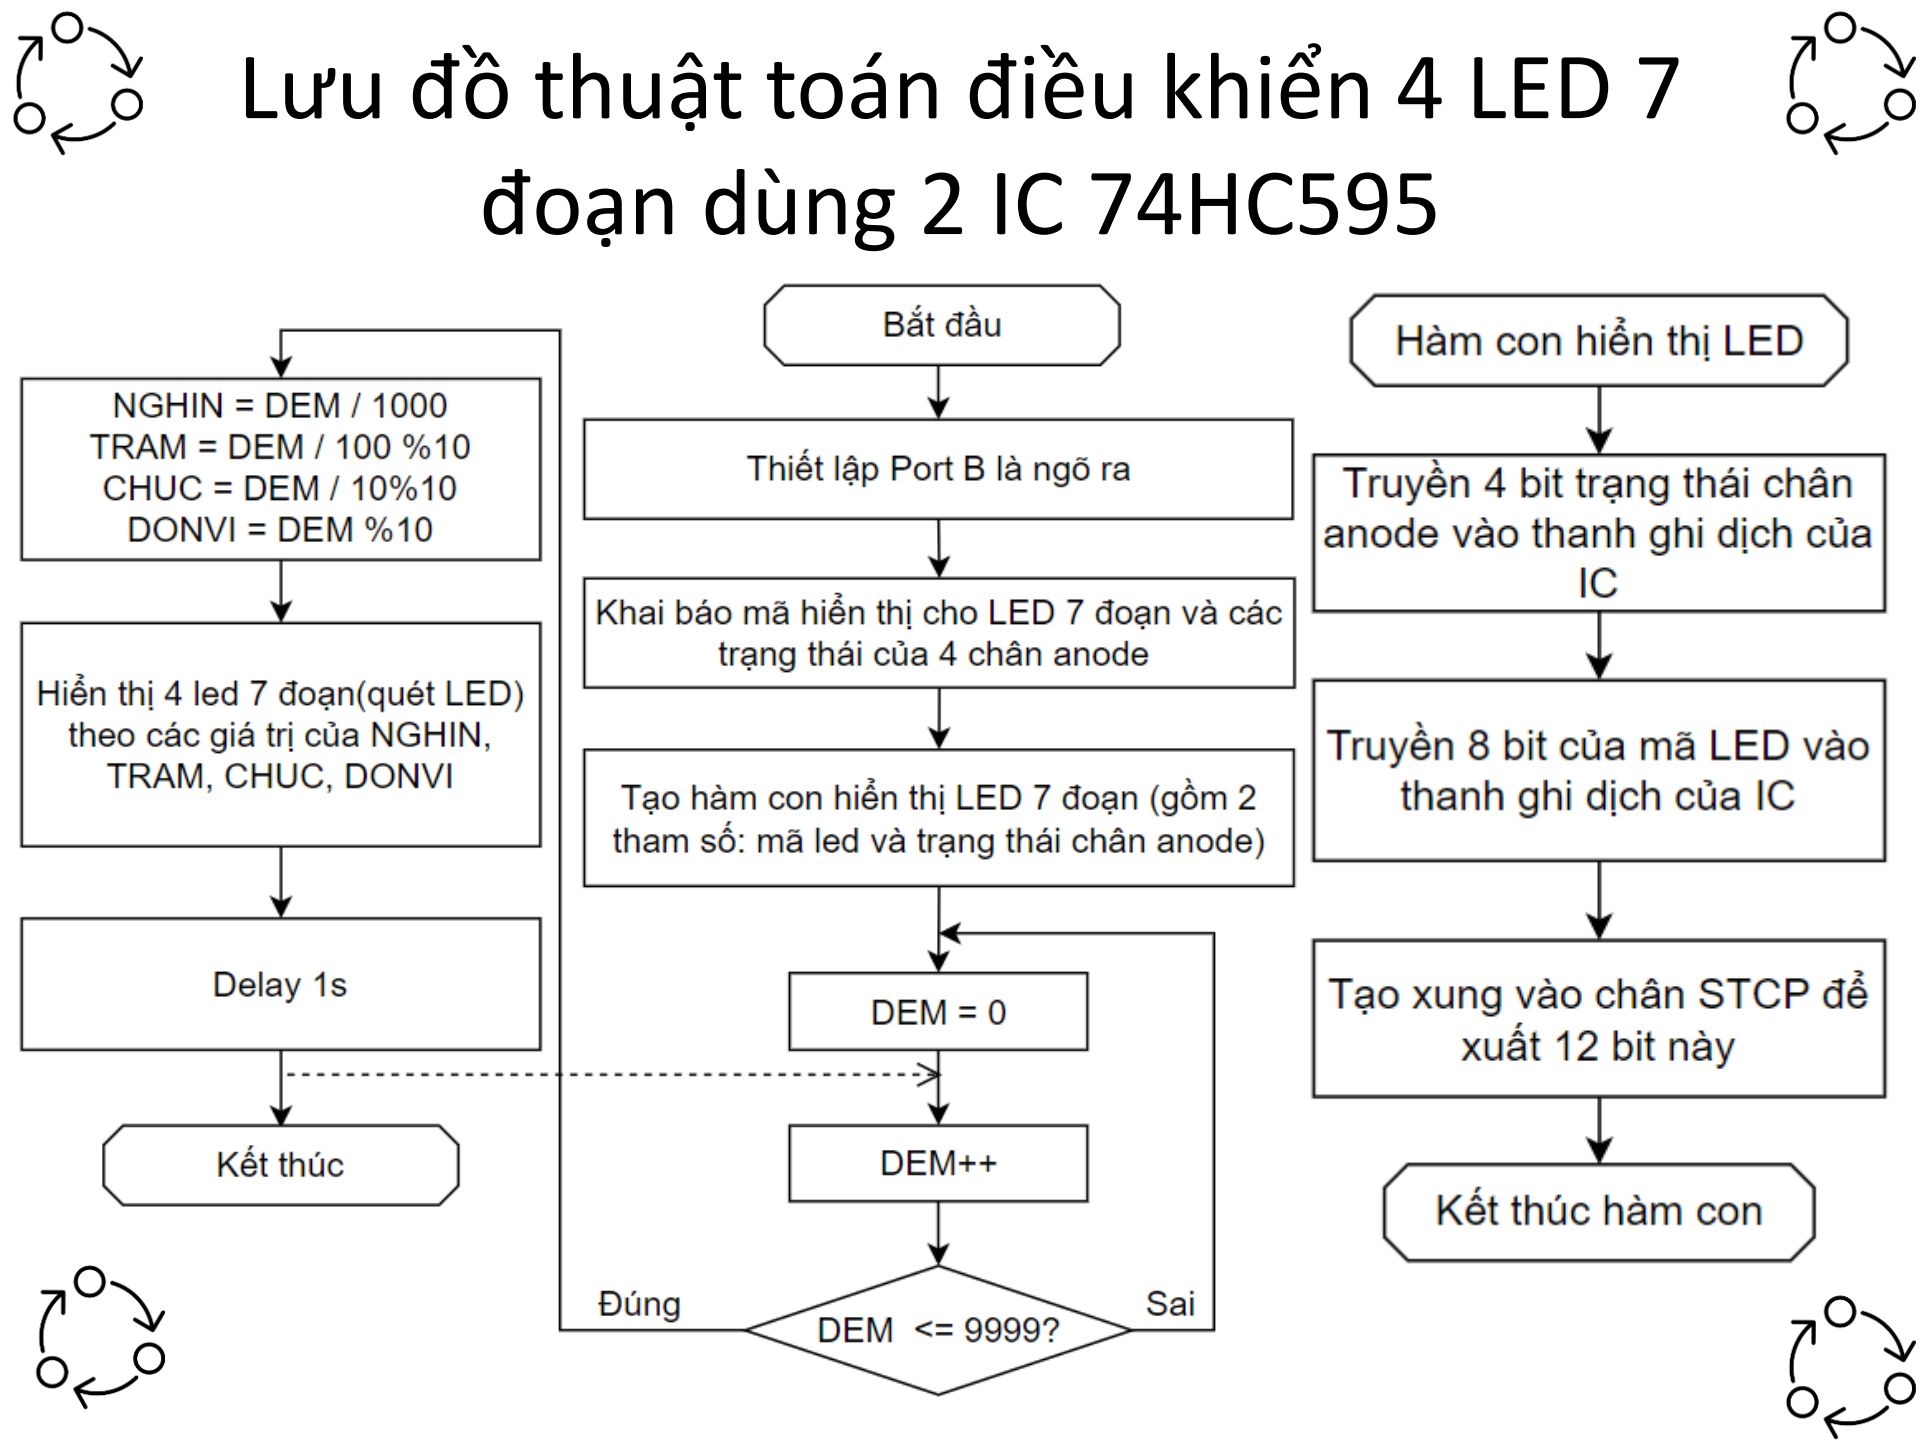 Lưu đồ thuật toán điều khiển 4 LED 7
đoạn dùng 2 IC 74HC595
NGHIN = DEM / 1000
TRAM = DEM / 100 %10
CHUC = DEM / 10%10
DONVI = DEM %10
Hiển thị 4 led 7 đoạn(quét LED)
theo các giá trị của NGHIN,
TRAM, CHUC, DONVI
Delay 1s
Kết thúc
Bắt đầu
Thiết lập Port B là ngõ ra
Khai báo mã hiển thị cho LED 7 đoạn và các
trạng thái của 4 chân anode
Tạo hàm con hiển thị LED 7 đoạn (gồm 2
tham số: mã led và trạng thái chân anode)
DEM = 0
DEM++
Đúng
DEM <= 9999?
Sai
Hàm con hiển thị LED
Truyền 4 bit trạng thái chân
anode vào thanh ghi dịch của
IC
Truyền 8 bit của mã LED vào
thanh ghi dịch của IC
Tạo xung vào chân STCP để
xuất 12 bit này
Kết thúc hàm con